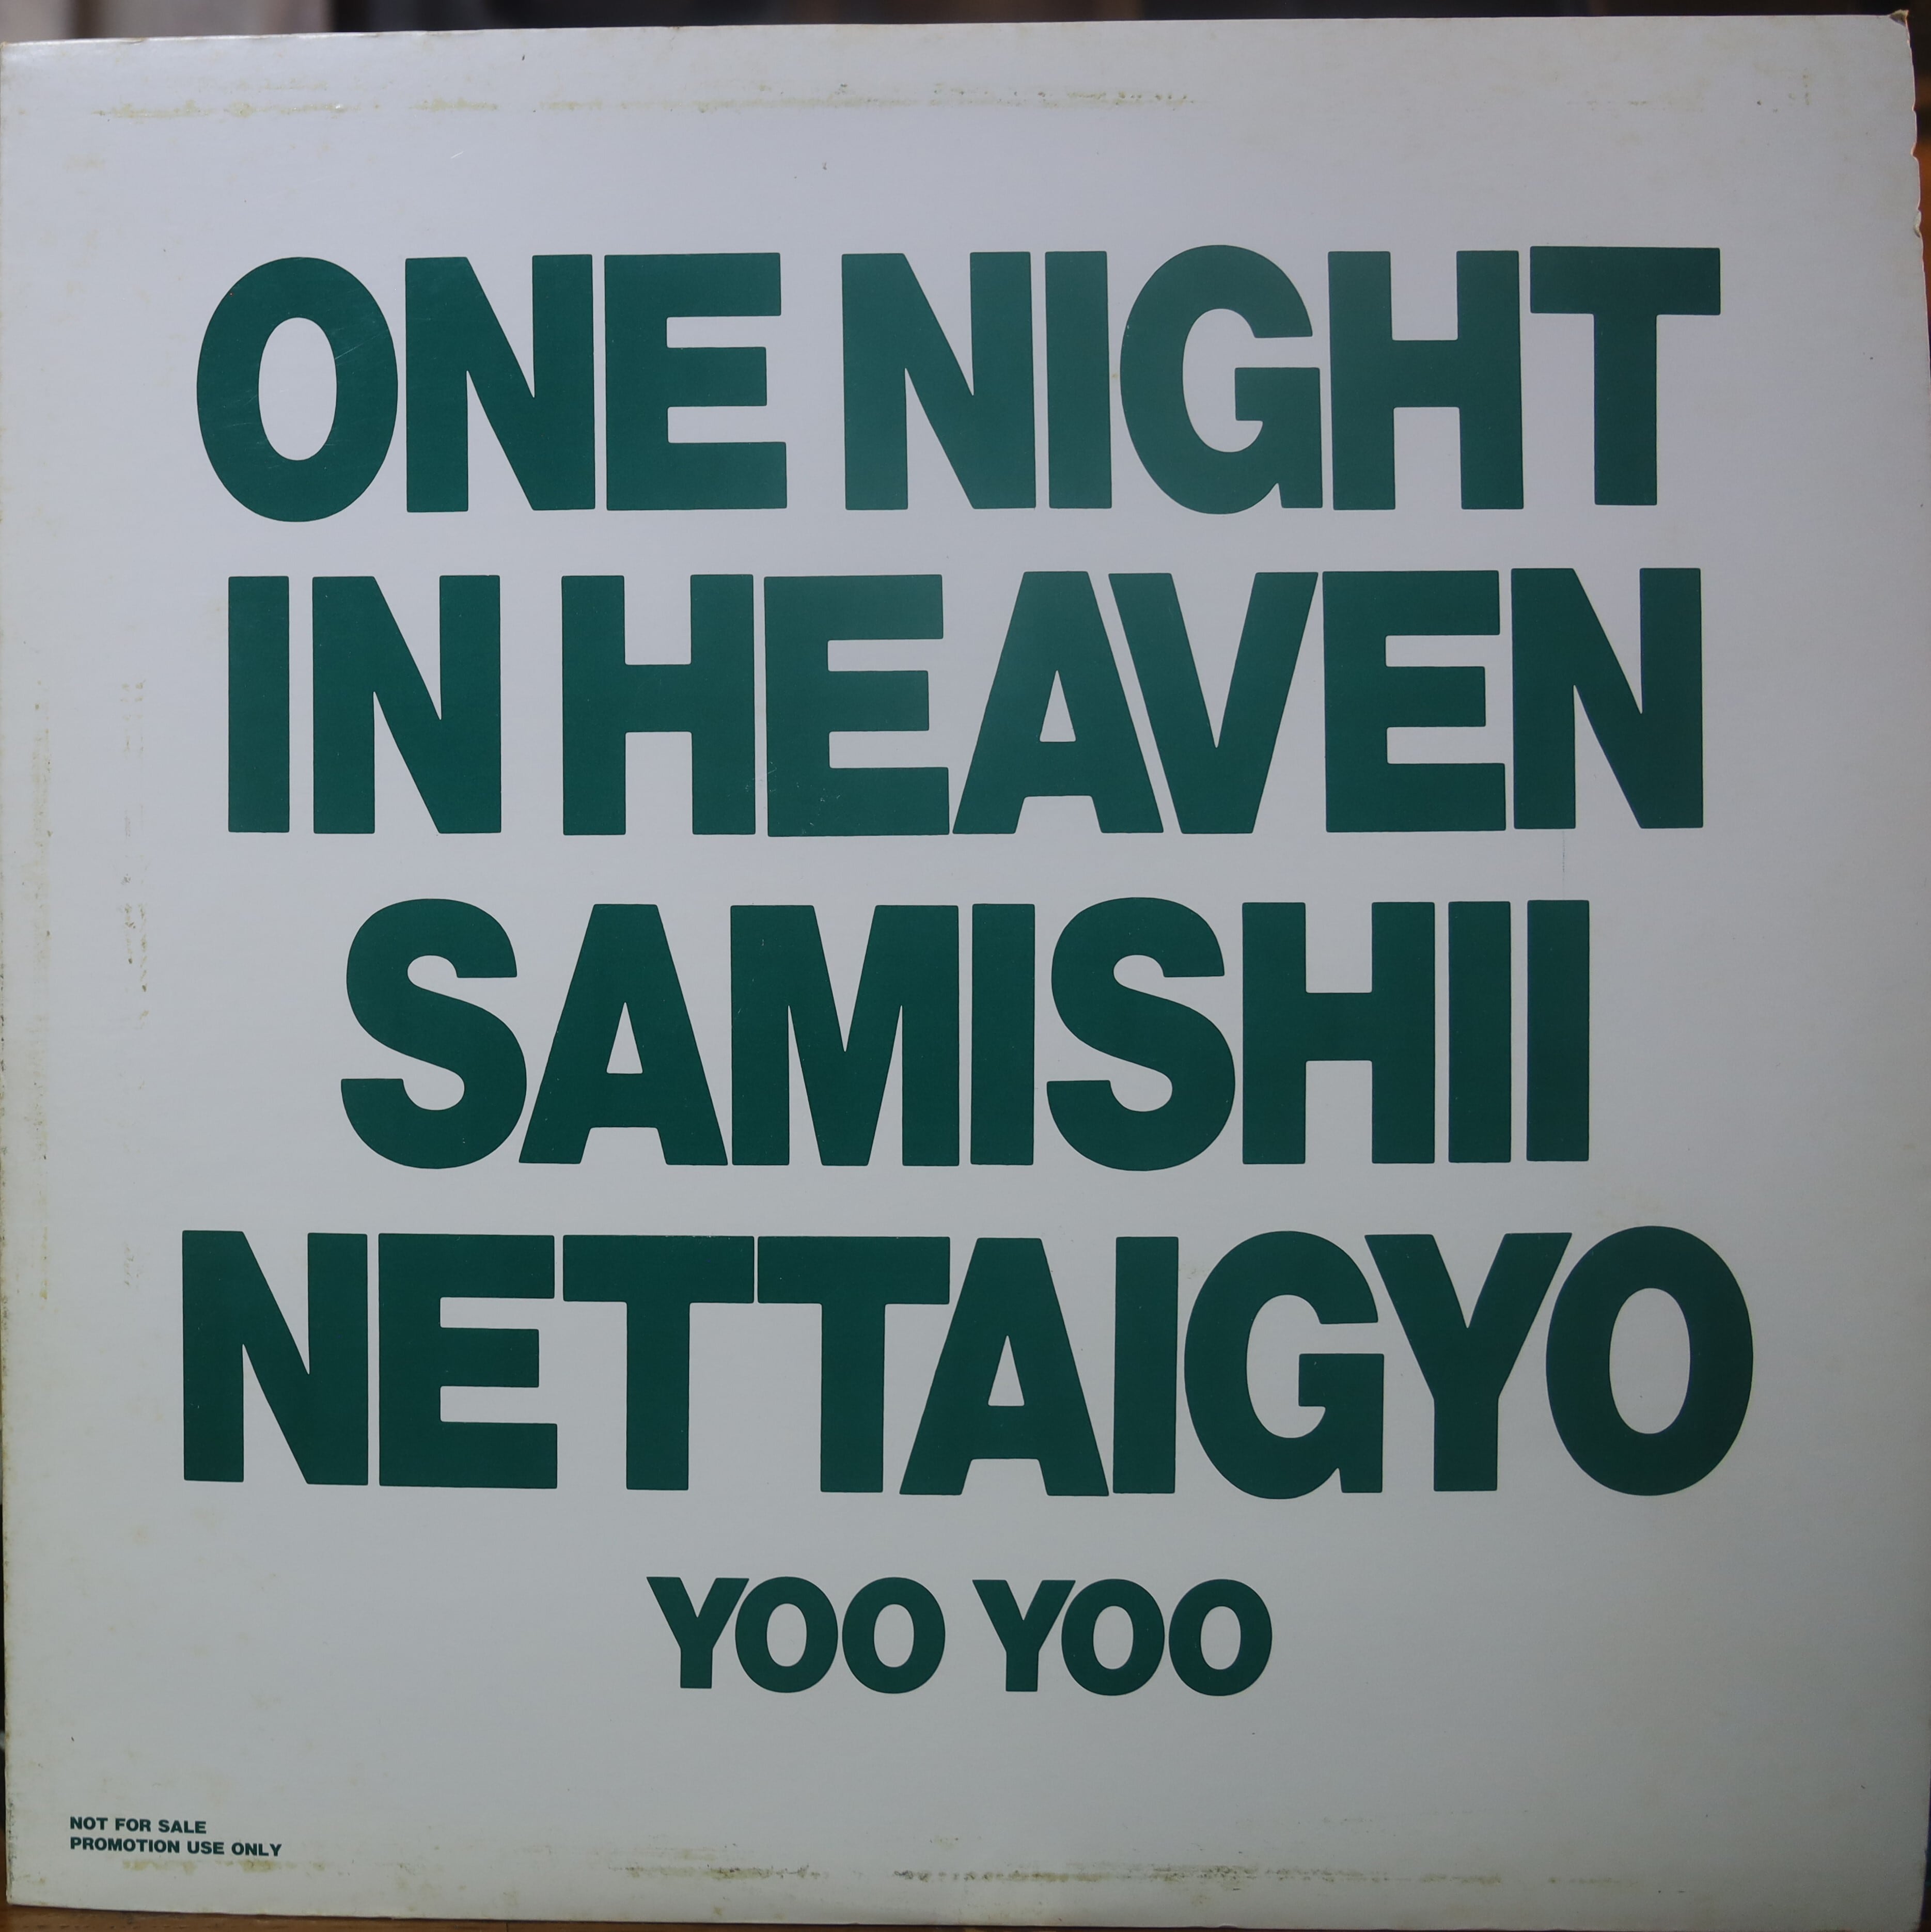 ONE NIGHT
IN HEAVEN
SAMISHII
NETTAIGYO
YOO YOO
NOT FOR SALE
PROMOTION USE ONLY